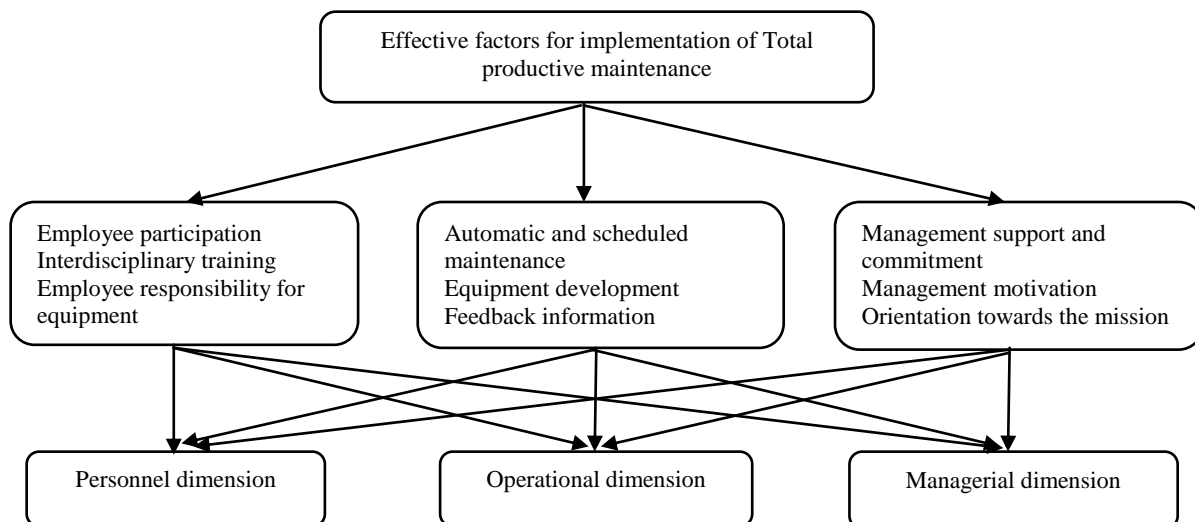 Effective factors for implementation of Total
productive maintenance
Employee participation
Interdisciplinary training
Employee responsibility for
equipment
Automatic and scheduled
maintenance
Equipment development
Feedback information
Management support and
commitment
Management motivation
Orientation towards the mission
Personnel dimension
Operational dimension
Managerial dimension